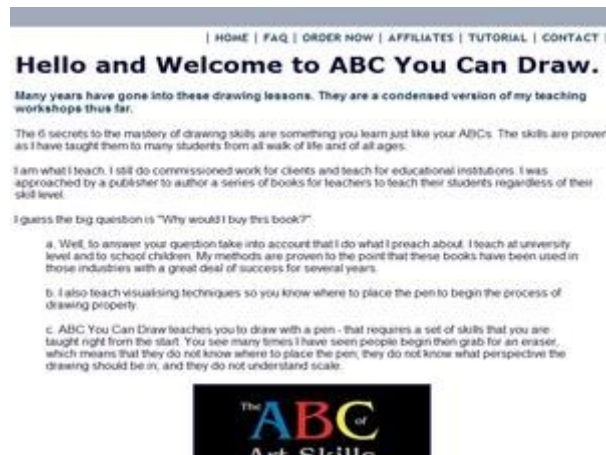 | HOME | FAQ | ORDER NOW | AFFILIATES | TUTORIAL | CONTACT |
Hello and Welcome to ABC You Can Draw.
Many years have gone into these drawing lessons. They are a condensed version of my teaching
workshops thus far.
The 6 secrets to the mastery of drawing skills are something you learn just like your ABCs. The skills are proven
as I have taught them to many students from all walk of life and of all ages.
I am what I teach. I still do commissioned work for clients and teach for educational institutions. I was
approached by a publisher to author a series of books for teachers to teach their students regardless of their
skill level.
I guess the big question is "Why would I buy this book?"
a. Well, to answer your question take into account that I do what I preach about. I teach at university
level and to school children. My methods are proven to the point that these books have been used in
those industries with a great deal of success for several years.
b. I also teach visualising techniques so you know where to place the pen to begin the process of
drawing property.
c. ABC You Can Draw teaches you to draw with a pen - that requires a set of skills that you are
taught right from the start. You see many times I have seen people begin then grab for an eraser,
which means that they do not know where to place the pen, they do not know what perspective the
drawing should be in, and they do not understand scale.
The ABC of
Art Skills